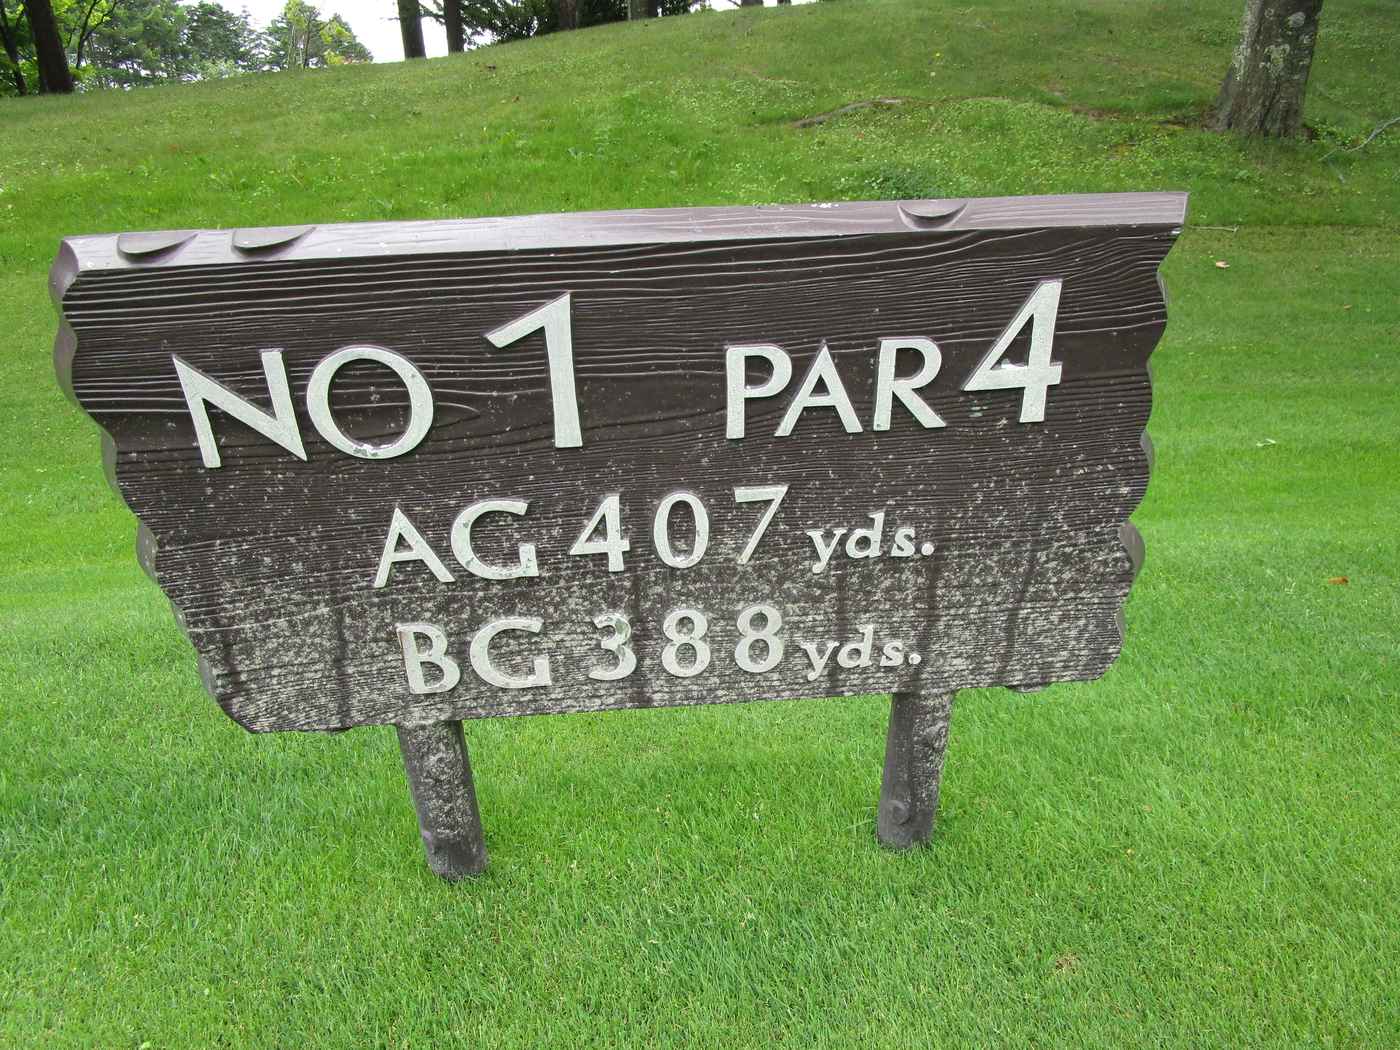 NO 1 PAR 4
AG 407 yds.
BG 388 yds.